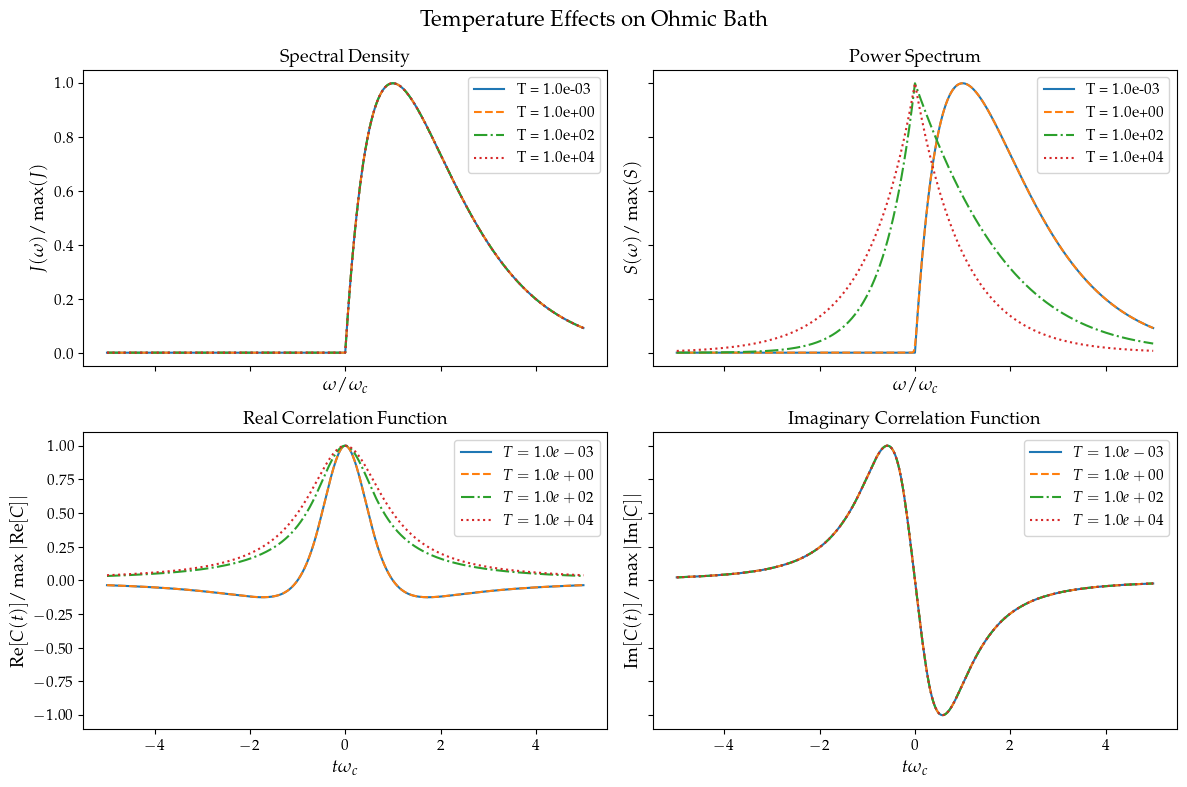 Temperature Effects on Ohmic Bath
Spectral Density
1.0
0.8
0.6
0.4
0.2
0.0
J(ω) / max(J)
T = 1.0e-03
T = 1.0e+00
T = 1.0e+02
T = 1.0e+04
ω/ω_c
Power Spectrum
S(ω) / max(S)
T = 1.0e-03
T = 1.0e+00
T = 1.0e+02
T = 1.0e+04
ω/ω_c
Real Correlation Function
1.00
0.75
0.50
0.25
0.00
−0.25
−0.50
−0.75
−1.00
Re[C(t)] / max |Re[C]|
T = 1.0e − 03
T = 1.0e + 00
T = 1.0e + 02
T = 1.0e + 04
−4 −2 0 2 4
tω_c
Imaginary Correlation Function
Im[C(t)] / max |Im[C]|
T = 1.0e − 03
T = 1.0e + 00
T = 1.0e + 02
T = 1.0e + 04
−4 −2 0 2 4
tω_c